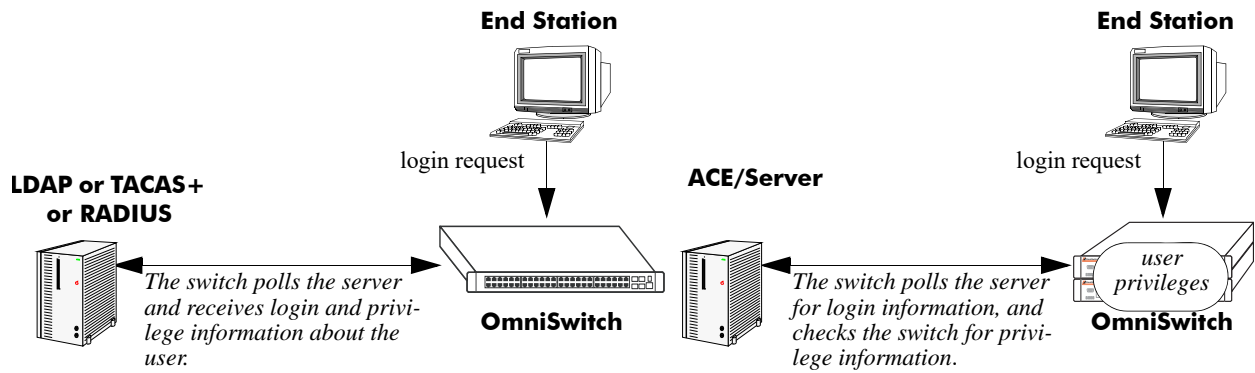 End Station
login request
LDAP or TACAS+
or RADIUS
The switch polls the server
and receives login and privi-
lege information about the
user.
OmniSwitch
End Station
login request
ACE/Server
The switch polls the server
for login information, and
checks the switch for privi-
lege information.
user
privileges
OmniSwitch